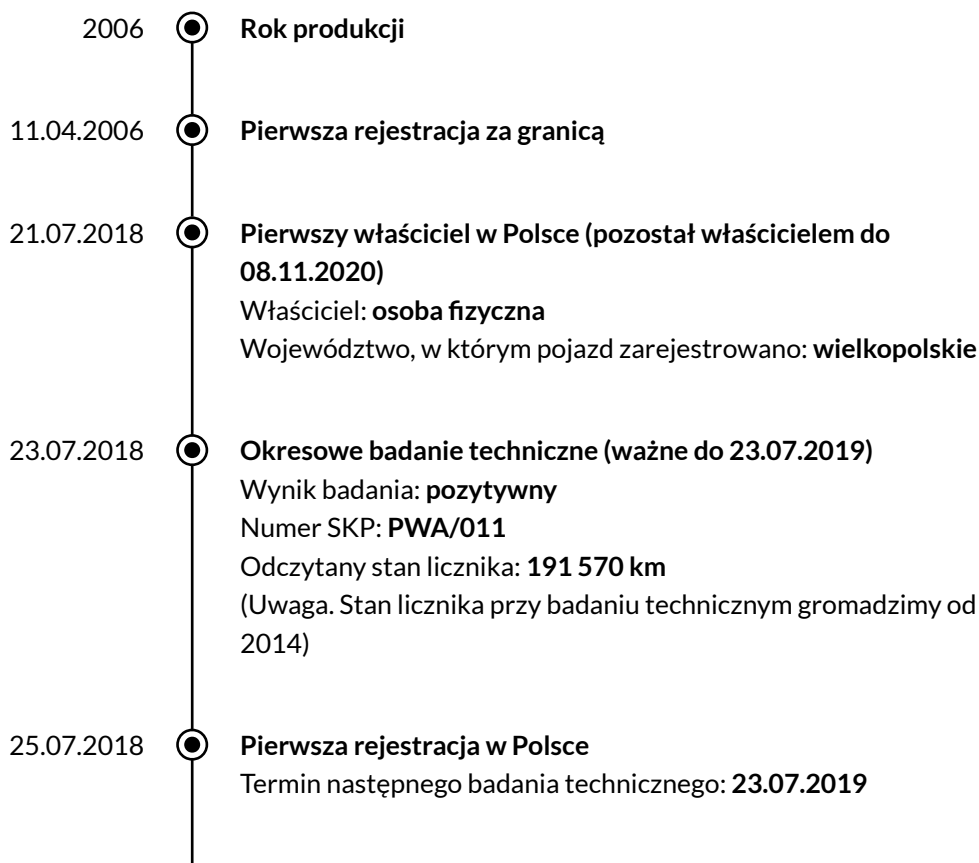 2006 Rok produkcji
11.04.2006 Pierwsza rejestracja za granicą
21.07.2018 Pierwszy właściciel w Polsce (pozostał właścicielem do
08.11.2020)
Właściciel: osoba fizyczna
Województwo, w którym pojazd zarejestrowano: wielkopolskie
23.07.2018 Okresowe badanie techniczne (ważne do 23.07.2019)
Wynik badania: pozytywny
Numer SKP: PWA/011
Odczytany stan licznika: 191 570 km
(Uwaga. Stan licznika przy badaniu technicznym gromadzimy od
2014)
25.07.2018 Pierwsza rejestracja w Polsce
Termin następnego badania technicznego: 23.07.2019